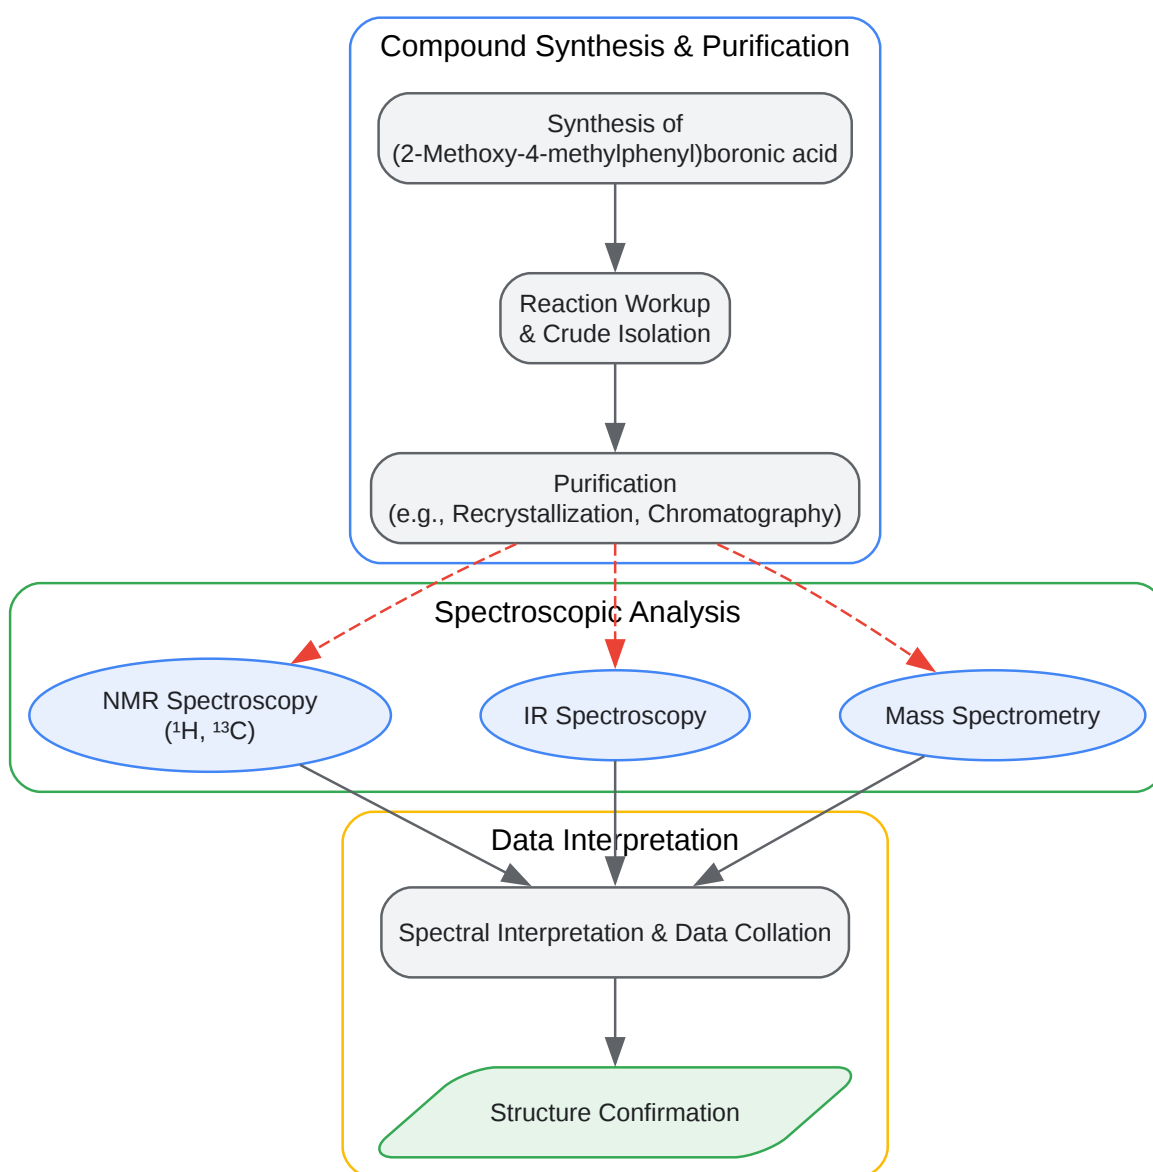 Compound Synthesis & Purification
Synthesis of
(2-Methoxy-4-methylphenyl)boronic acid
Reaction Workup
& Crude Isolation
Purification
(e.g., Recrystallization, Chromatography)
Spectroscopic Analysis
NMR Spectroscopy
(¹H, ¹³C)
IR Spectroscopy
Mass Spectrometry
Data Interpretation
Spectral Interpretation & Data Collation
Structure Confirmation